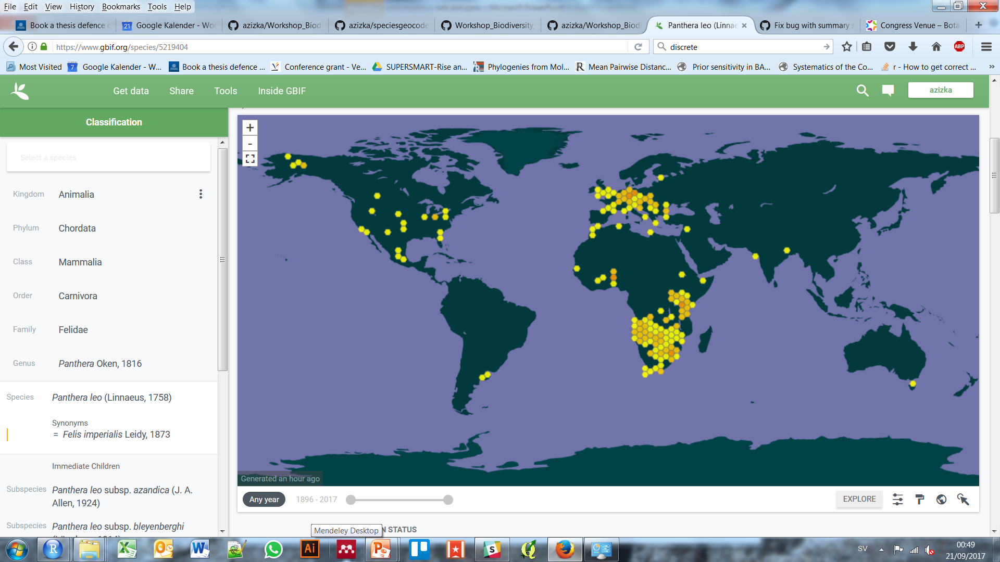 File Edit View History Bookmarks Tools Help
Book a thesis defence
Google Kalender - Wo
azizka/Workshop_Biod
azizka/speciesgeocode
Workshop_Biodiversity_
azizka/Workshop_Biod
Panthera leo (Linnae
Fix bug with summary s
Congress Venue – Bota
https://www.gbif.org/species/5219404
discrete
ABP
Most Visited
7 Google Kalender - W...
Book a thesis defence ...
Conference grant - Ve...
SUPERSMART-Rise an...
Phylogenies from Mol...
R Mean Pairwise Distanc...
Prior sensitivity in BA...
Systematics of the Co...
r - How to get correct ...
Get data Share Tools Inside GBIF
azizka
Classification
Select a species
Kingdom Animalia
Phylum Chordata
Class Mammalia
Order Carnivora
Family Felidae
Genus Panthera Oken, 1816
Species Panthera leo (Linnaeus, 1758)
Synonyms
= Felis imperialis Leidy, 1873
Immediate Children
Subspecies Panthera leo subsp. azandica (J. A.
Allen, 1924)
Subspecies Panthera leo subsp. bleyenberghi
+
-
Generated an hour ago
Any year 1896 - 2017
EXPLORE
Mendeley Desktop
N STATUS
SV
00:49
21/09/2017